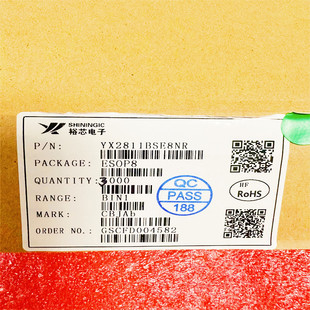 SHININGIC
裕芯电子
P/N: YX2811BSE8NR
PACKAGE: ESOP8
QUANTITY: 3000
RANGE: BIN1
MARK: CBJAb
ORDER NO.: GSCFD004582
QC
PASS
188
HF
RoHS